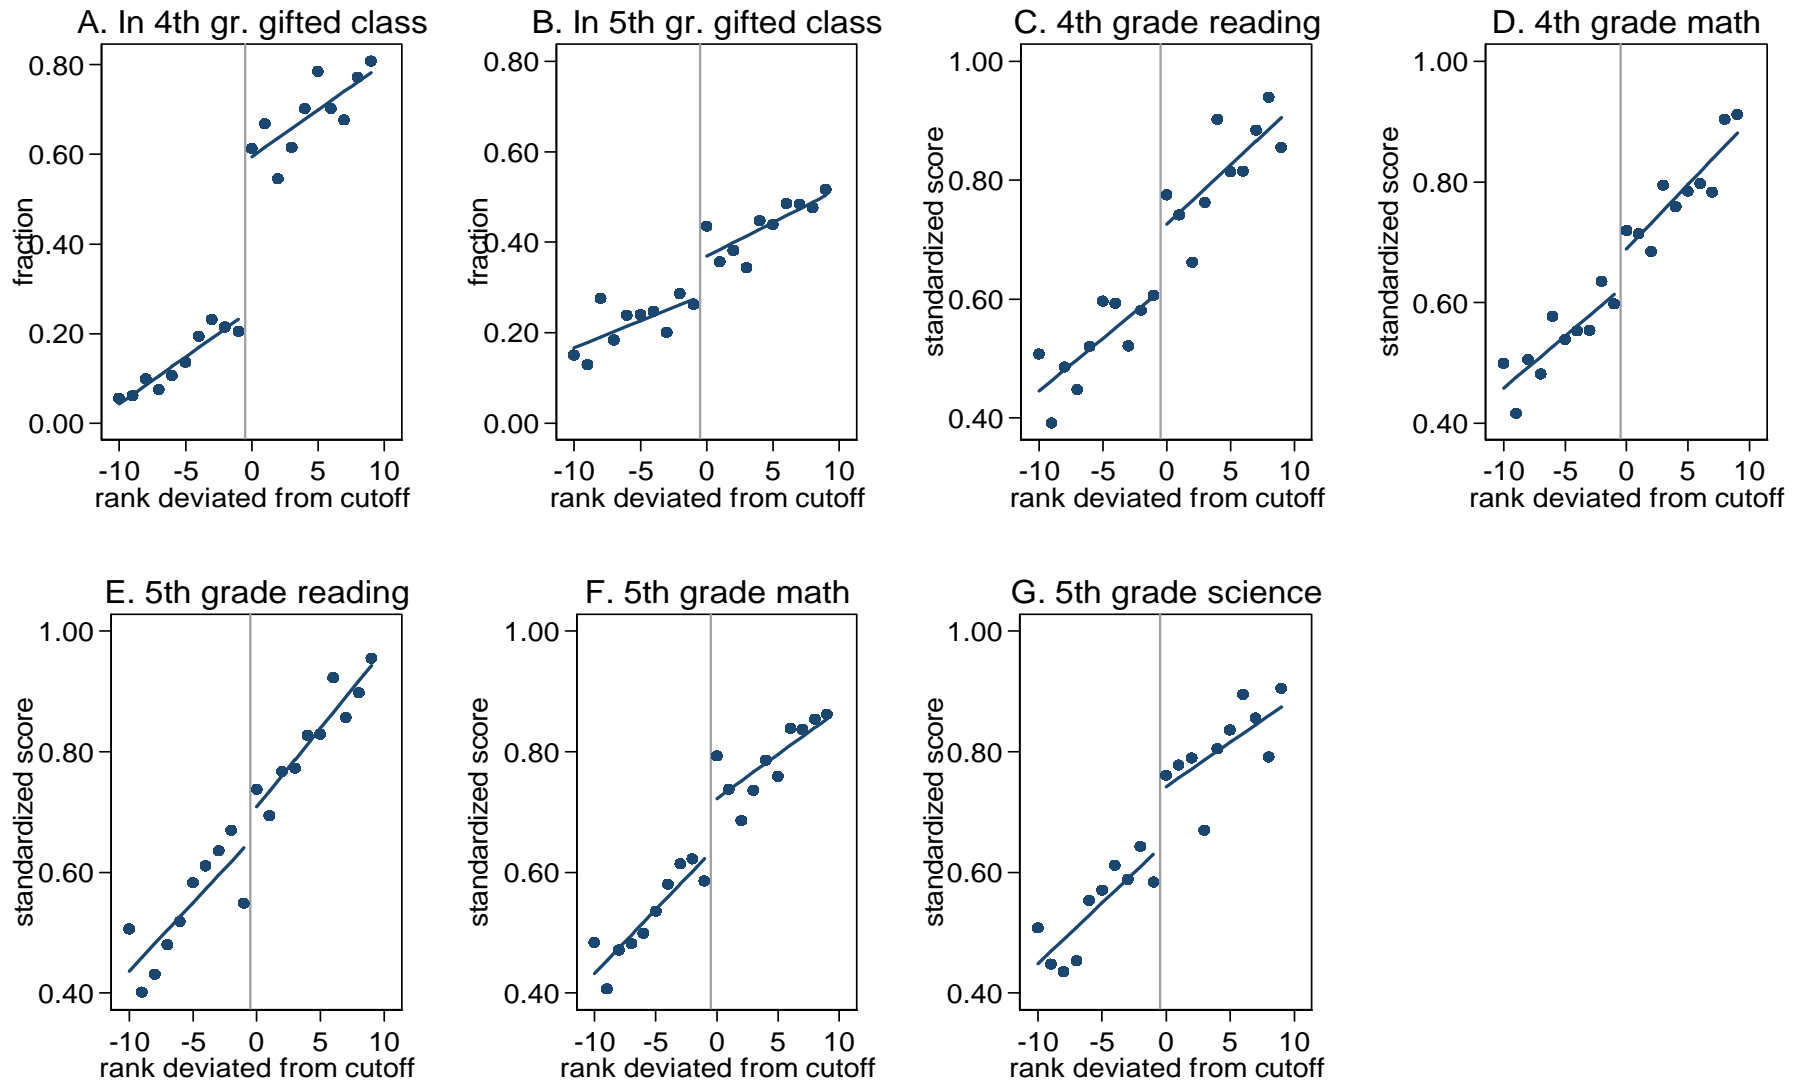 A. In 4th gr. gifted class
fraction
0.80
0.60
0.40
0.20
0.00
-10 -5 0 5 10
rank deviated from cutoff
B. In 5th gr. gifted class
fraction
0.80
0.60
0.40
0.20
0.00
-10 -5 0 5 10
rank deviated from cutoff
C. 4th grade reading
standardized score
1.00
0.80
0.60
0.40
-10 -5 0 5 10
rank deviated from cutoff
D. 4th grade math
standardized score
1.00
0.80
0.60
0.40
-10 -5 0 5 10
rank deviated from cutoff
E. 5th grade reading
standardized score
1.00
0.80
0.60
0.40
-10 -5 0 5 10
rank deviated from cutoff
F. 5th grade math
standardized score
1.00
0.80
0.60
0.40
-10 -5 0 5 10
rank deviated from cutoff
G. 5th grade science
standardized score
1.00
0.80
0.60
0.40
-10 -5 0 5 10
rank deviated from cutoff